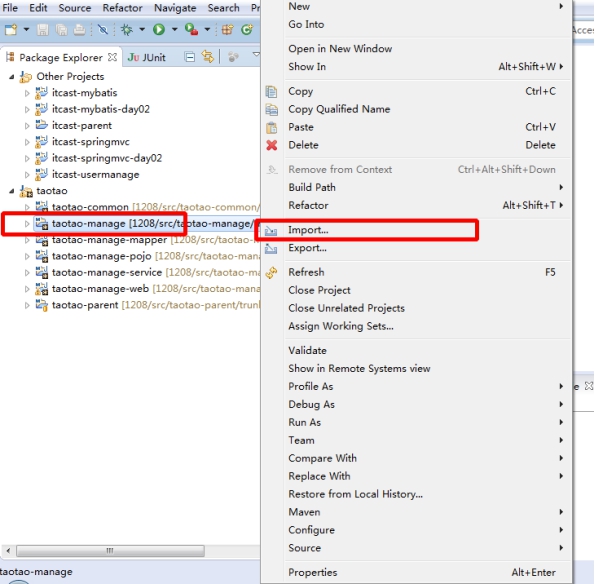 File Edit Source Refactor Navigate Search Pr
Package Explorer JUnit
Other Projects
itcast-mybatis
itcast-mybatis-day02
itcast-parent
itcast-springmvc
itcast-springmvc-day02
itcast-usermanage
taotao
taotao-common [1208/src/taotao-common/
taotao-manage [1208/src/taotao-manage/
taotao-manage-mapper [1208/src/taotao-
taotao-manage-pojo [1208/src/taotao-mana
taotao-manage-service [1208/src/taotao-ma
taotao-manage-web [1208/src/taotao-mana
taotao-parent [1208/src/taotao-parent/trunk
taotao-manage
New
Go Into
Open in New Window
Show In Alt+Shift+W
Copy Ctrl+C
Copy Qualified Name
Paste Ctrl+V
Delete Delete
Remove from Context Ctrl+Alt+Shift+Down
Build Path
Refactor Alt+Shift+T
Import...
Export...
Refresh F5
Close Project
Close Unrelated Projects
Assign Working Sets...
Validate
Show in Remote Systems view
Profile As
Debug As
Run As
Team
Compare With
Replace With
Restore from Local History...
Maven
Configure
Source
Properties Alt+Enter
Acces
e